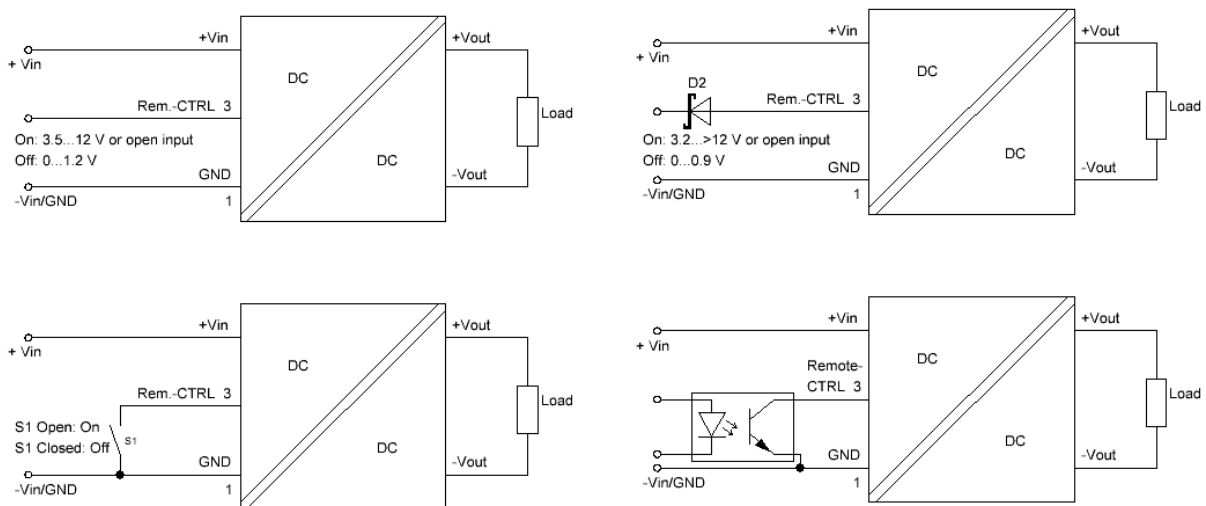 +Vin
+Vout
+ Vin
DC
Rem.-CTRL 3
Load
On: 3.5...12 V or open input
Off: 0...1.2 V
DC
GND
-Vout
-Vin/GND
1
+Vin
+Vout
+ Vin
DC
D2
Rem.-CTRL 3
Load
On: 3.2...>12 V or open input
Off: 0...0.9 V
DC
GND
-Vout
-Vin/GND
1
+Vin
+Vout
+ Vin
DC
Rem.-CTRL 3
Load
S1 Open: On
S1 Closed: Off
S1
DC
GND
-Vout
-Vin/GND
1
+Vin
+Vout
+ Vin
DC
Remote-
CTRL 3
Load
DC
GND
-Vout
-Vin/GND
1